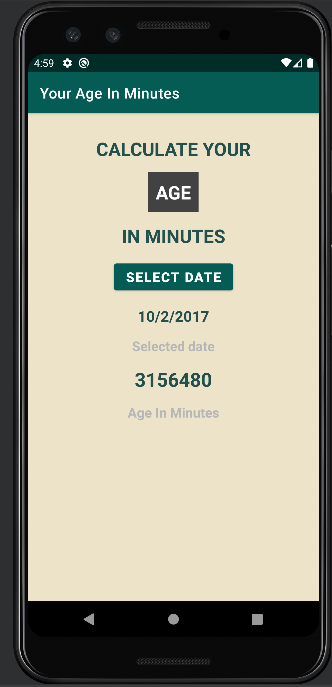 4:59
Your Age In Minutes
CALCULATE YOUR
AGE
IN MINUTES
SELECT DATE
10/2/2017
Selected date
3156480
Age In Minutes